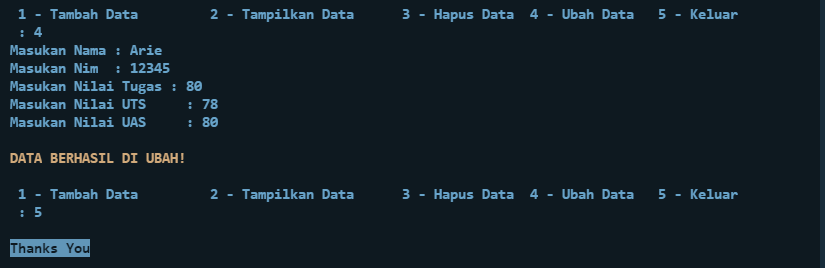 1 - Tambah Data 2 - Tampilkan Data 3 - Hapus Data 4 - Ubah Data 5 - Keluar
: 4
Masukan Nama : Arie
Masukan Nim : 12345
Masukan Nilai Tugas : 80
Masukan Nilai UTS : 78
Masukan Nilai UAS : 80
DATA BERHASIL DI UBAH!
1 - Tambah Data 2 - Tampilkan Data 3 - Hapus Data 4 - Ubah Data 5 - Keluar
: 5
Thanks You